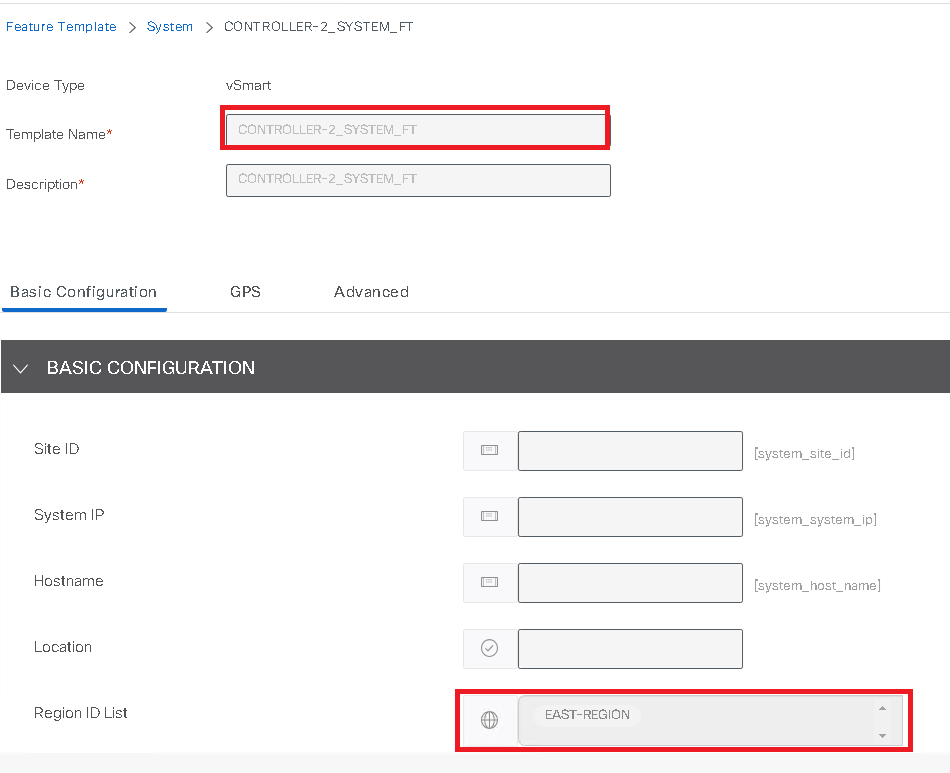 Feature Template > System > CONTROLLER-2_SYSTEM_FT
Device Type vSmart
Template Name* CONTROLLER-2_SYSTEM_FT
Description* CONTROLLER-2_SYSTEM_FT
Basic Configuration GPS Advanced
BASIC CONFIGURATION
Site ID [system_site_id]
System IP [system_system_ip]
Hostname [system_host_name]
Location
Region ID List EAST-REGION